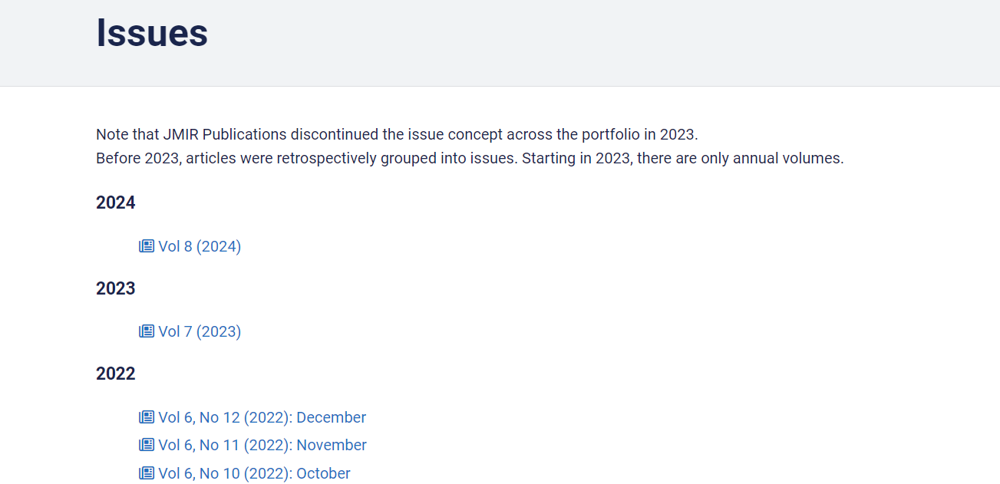 Issues
Note that JMIR Publications discontinued the issue concept across the portfolio in 2023.
Before 2023, articles were retrospectively grouped into issues. Starting in 2023, there are only annual volumes.
2024
Vol 8 (2024)
2023
Vol 7 (2023)
2022
Vol 6, No 12 (2022): December
Vol 6, No 11 (2022): November
Vol 6, No 10 (2022): October